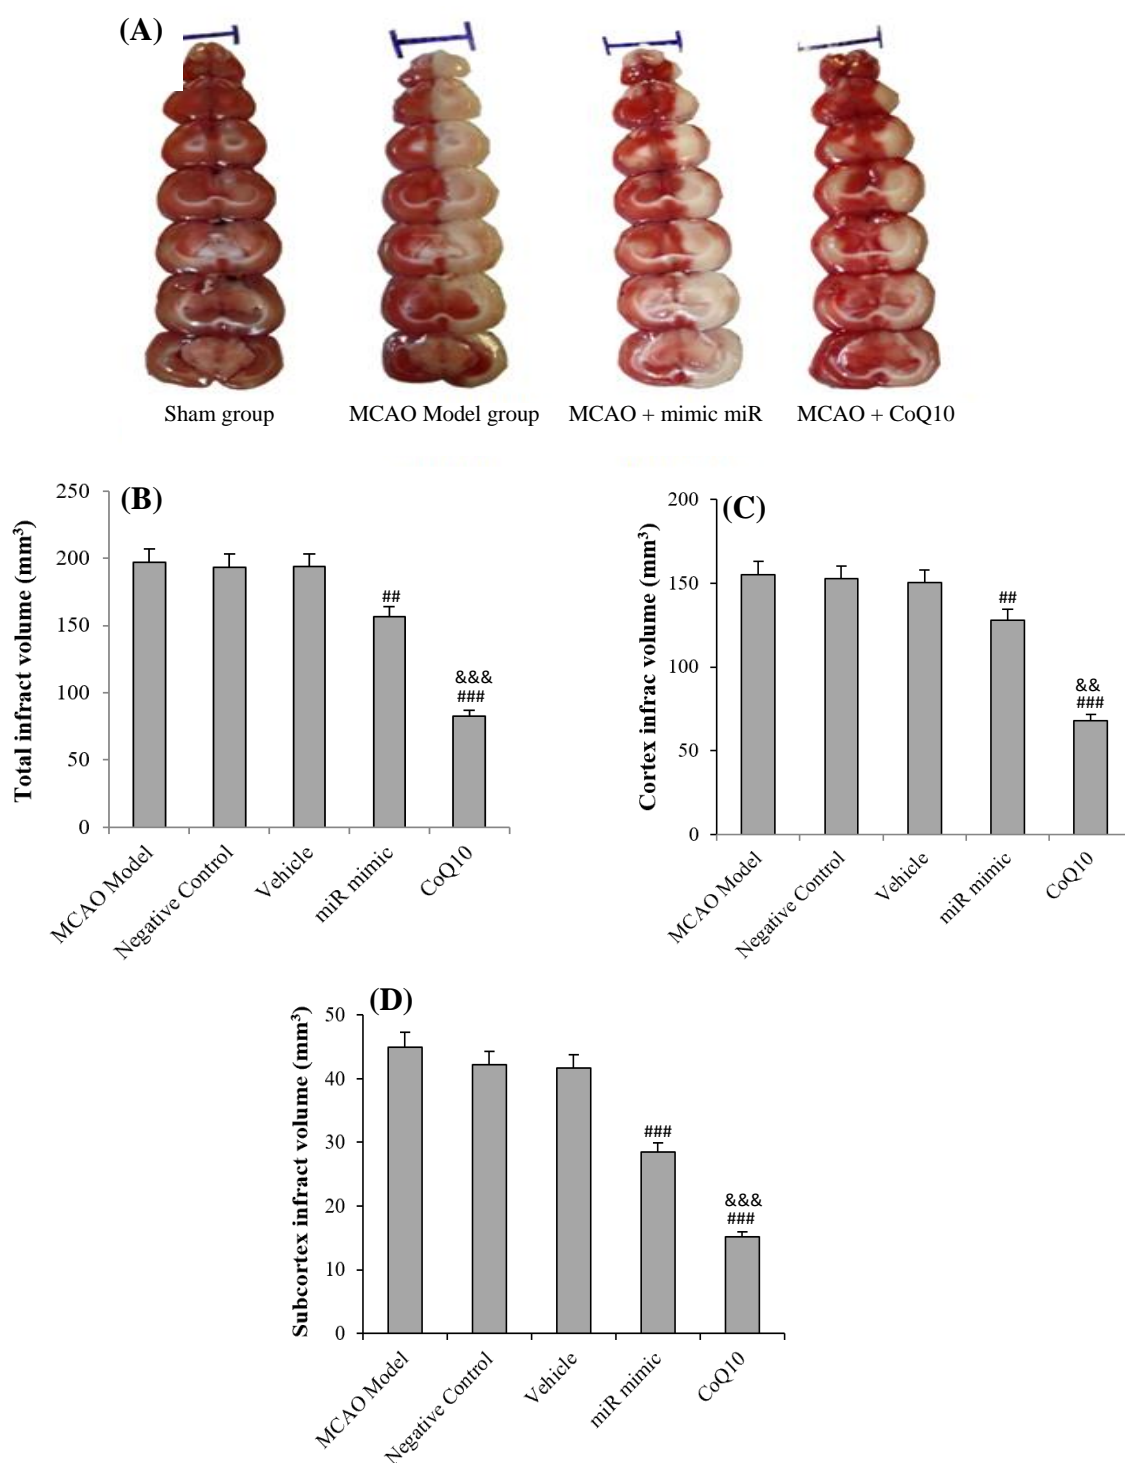 (A)
Sham group
MCAO Model group
MCAO + mimic miR
MCAO + CoQ10
(B)
Total infract volume (mm³)
250
200
150
100
50
0
##
&&&
###
MCAO Model
Negative Control
Vehicle
miR mimic
CoQ10
(C)
Cortex infrac volume (mm³)
200
150
100
50
0
##
&&
###
MCAO Model
Negative Control
Vehicle
miR mimic
CoQ10
(D)
Subcortex infract volume (mm³)
50
40
30
20
10
0
###
&&&
###
MCAO Model
Negative Control
Vehicle
miR mimic
CoQ10